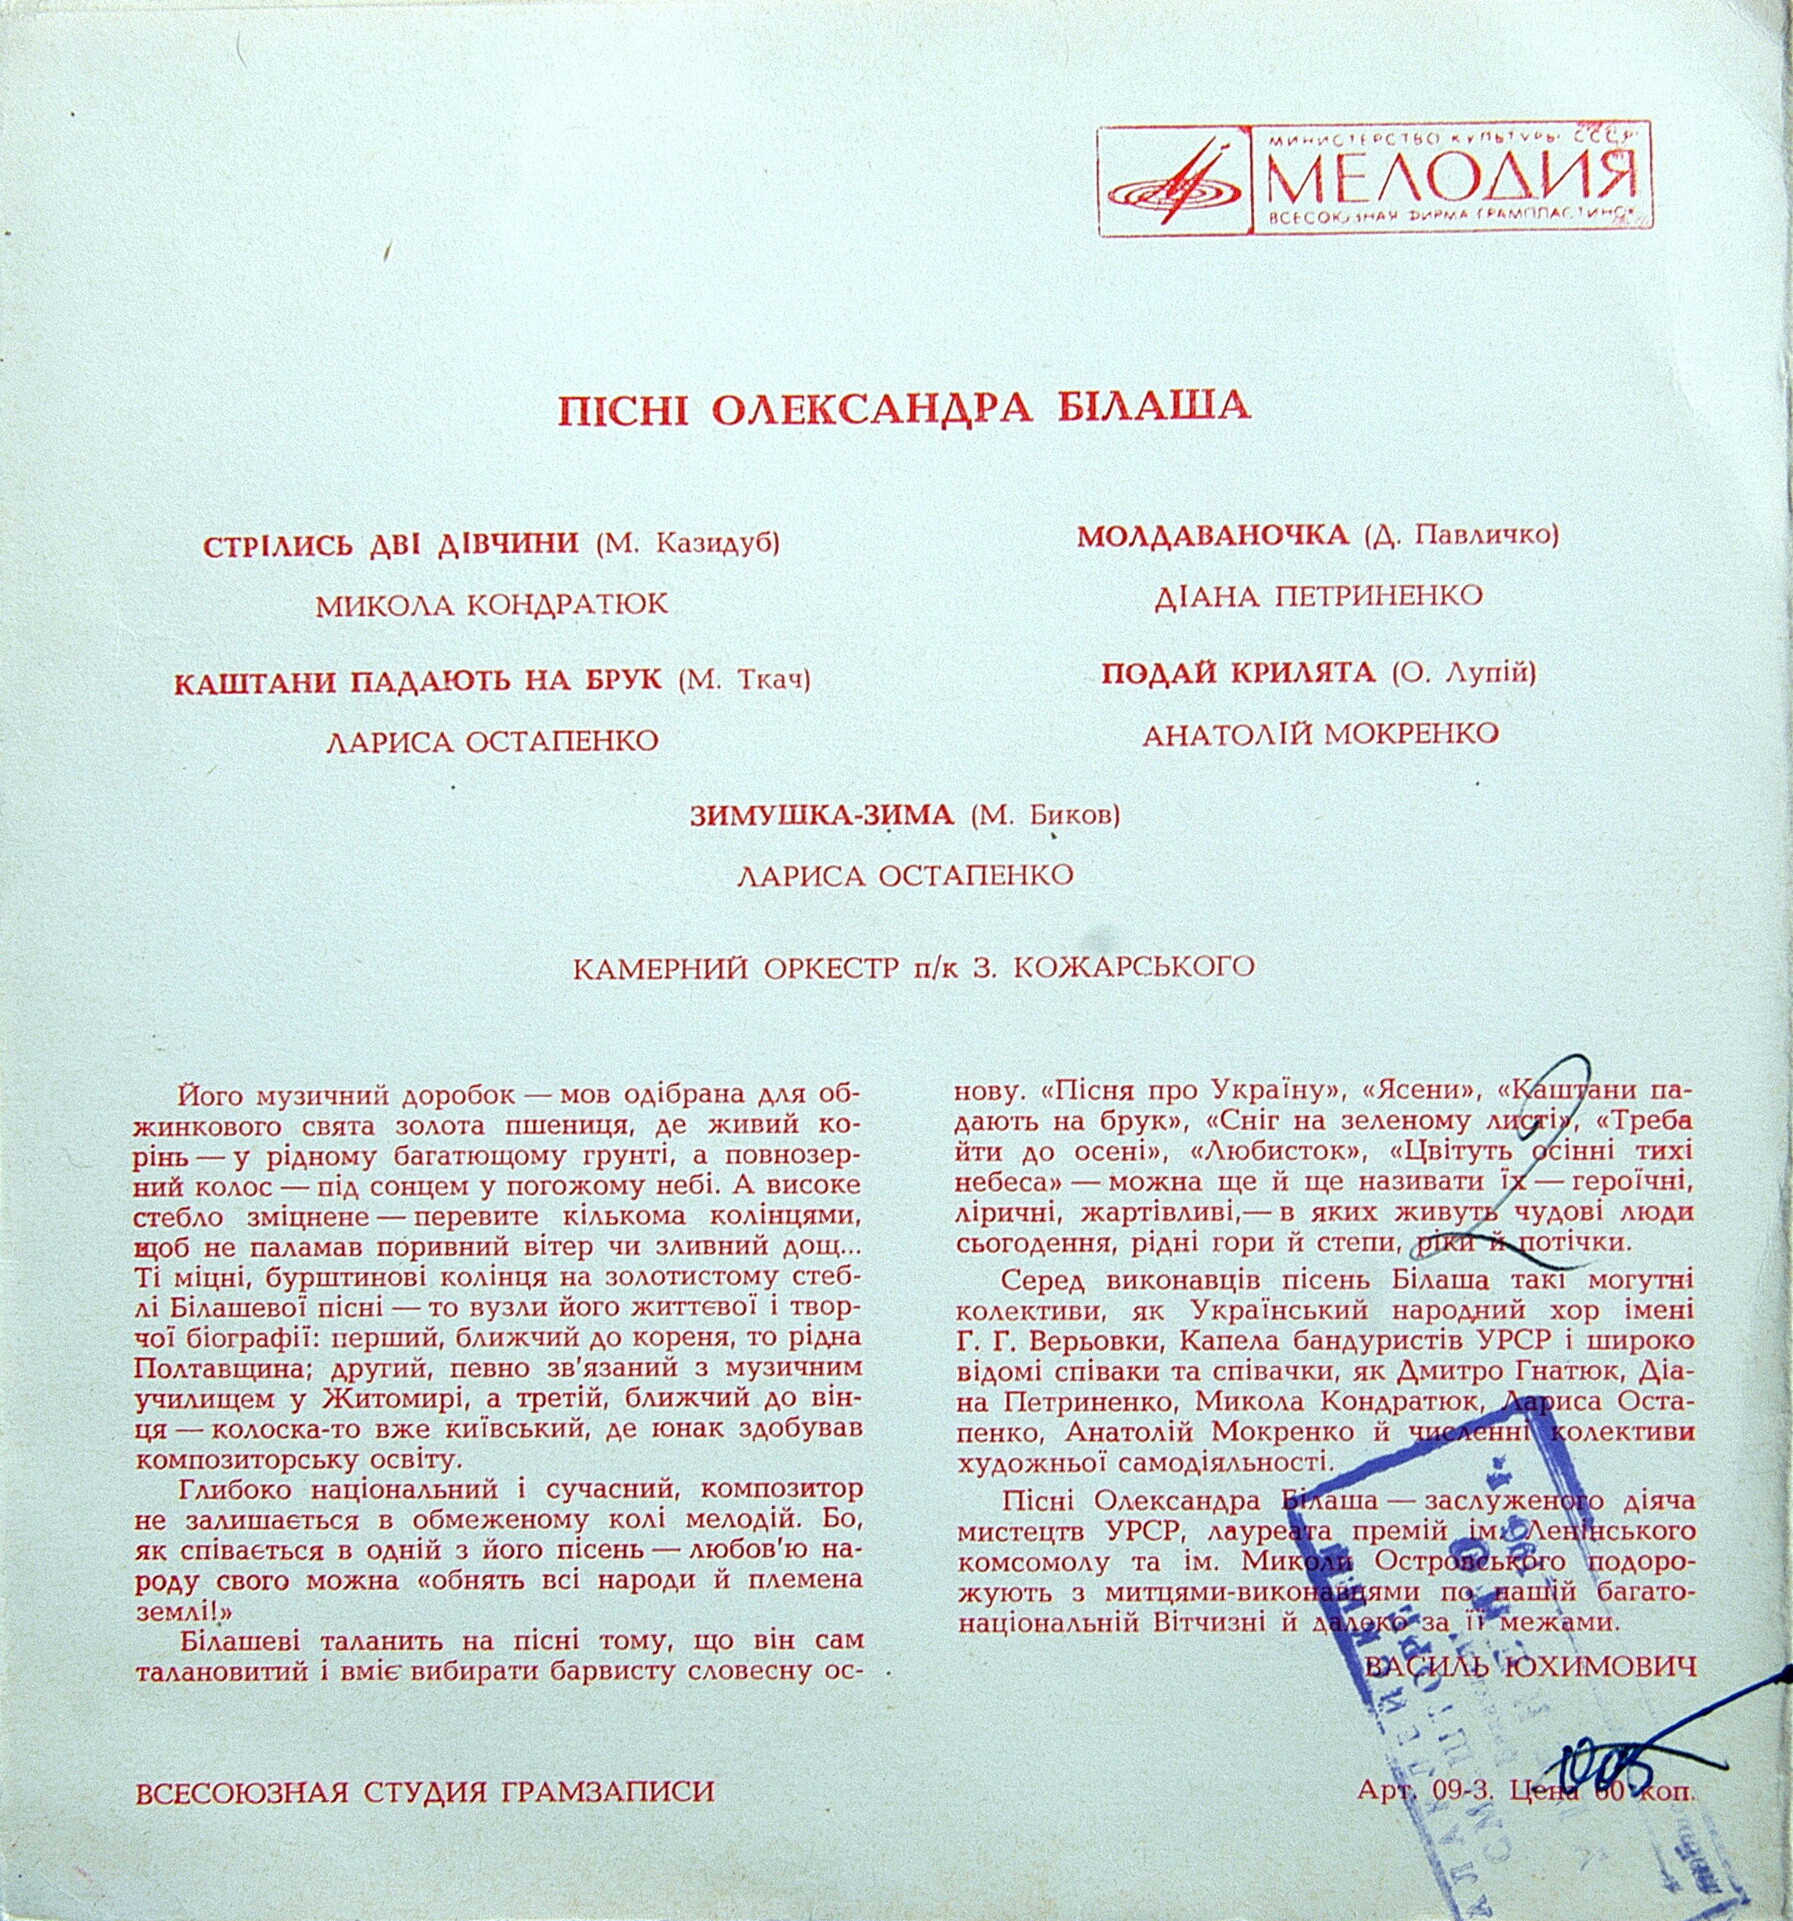 МИНИСТЕРСТВО КУЛЬТУРЫ СССР
МЕЛОДИЯ
ВСЕСОЮЗНАЯ ФИРМА ГРАМПЛАСТИНОК
ПІСНІ ОЛЕКСАНДРА БІЛАША
СТРІЛИСЬ ДВІ ДІВЧИНИ (М. Казидуб)
МИКОЛА КОНДРАТЮК
КАШТАНИ ПАДАЮТЬ НА БРУК (М. Ткач)
ЛАРИСА ОСТАПЕНКО
МОЛДАВАНОЧКА (Д. Павличко)
ДІАНА ПЕТРИНЕНКО
ПОДАЙ КРИЛЯТА (О. Лупій)
АНАТОЛІЙ МОКРЕНКО
ЗИМУШКА-ЗИМА (М. Биков)
ЛАРИСА ОСТАПЕНКО
КАМЕРНИЙ ОРКЕСТР п/к З. КОЖАРСЬКОГО
Його музичний доробок — мов одібрана для об-
жинкового свята золота пшениця, де живий ко-
рінь — у рідному багатющому грунті, а повнозер-
ний колос — під сонцем у погожому небі. А високе
стебло зміцнене — перевите кількома колінцями,
щоб не паламав поривний вітер чи зливний дощ...
Ті міцні, бурштинові колінця на золотистому стеб-
лі Білашевої пісні — то вузли його життєвої і твор-
чої біографії: перший, ближчий до кореня, то рідна
Полтавщина; другий, певно зв'язаний з музичним
училищем у Житомирі, а третій, ближчий до він-
ця — колоска-то вже київський, де юнак здобував
композиторську освіту.
Глибоко національний і сучасний, композитор
не залишається в обмеженому колі мелодій. Бо,
як співається в одній з його пісень — любов'ю на-
роду свого можна «обнять всі народи й племена
землі!»
Білашеві таланить на пісні тому, що він сам
талановитий і вміє вибирати барвисту словесну ос-
нову. «Пісня про Україну», «Ясени», «Каштани па-
дають на брук», «Сніг на зеленому листі», «Треба
йти до осені», «Любисток», «Цвітуть осінні тихі
небеса» — можна ще й ще називати їх — героїчні,
ліричні, жартівливі,— в яких живуть чудові люди
сьогодення, рідні гори й степи, ріки й потічки.
Серед виконавців пісень Білаша такі могутні
колективи, як Український народний хор імені
Г. Г. Верьовки, Капела бандуристів УРСР і широко
відомі співаки та співачки, як Дмитро Гнатюк, Діа-
на Петриненко, Микола Кондратюк, Лариса Оста-
пенко, Анатолій Мокренко й численні колективи
художньої самодіяльності.
Пісні Олександра Білаша — заслуженого діяча
мистецтв УРСР, лауреата премій ім. Ленінського
комсомолу та ім. Миколи Островського подоро-
жують з митцями-виконавцями по нашій багато-
національній Вітчизні й далеко за її межами.
ВАСИЛЬ ЮХИМОВИЧ
2
ВСЕСОЮЗНАЯ СТУДИЯ ГРАМЗАПИСИ
Арт. 09-3. Цена 60 коп.